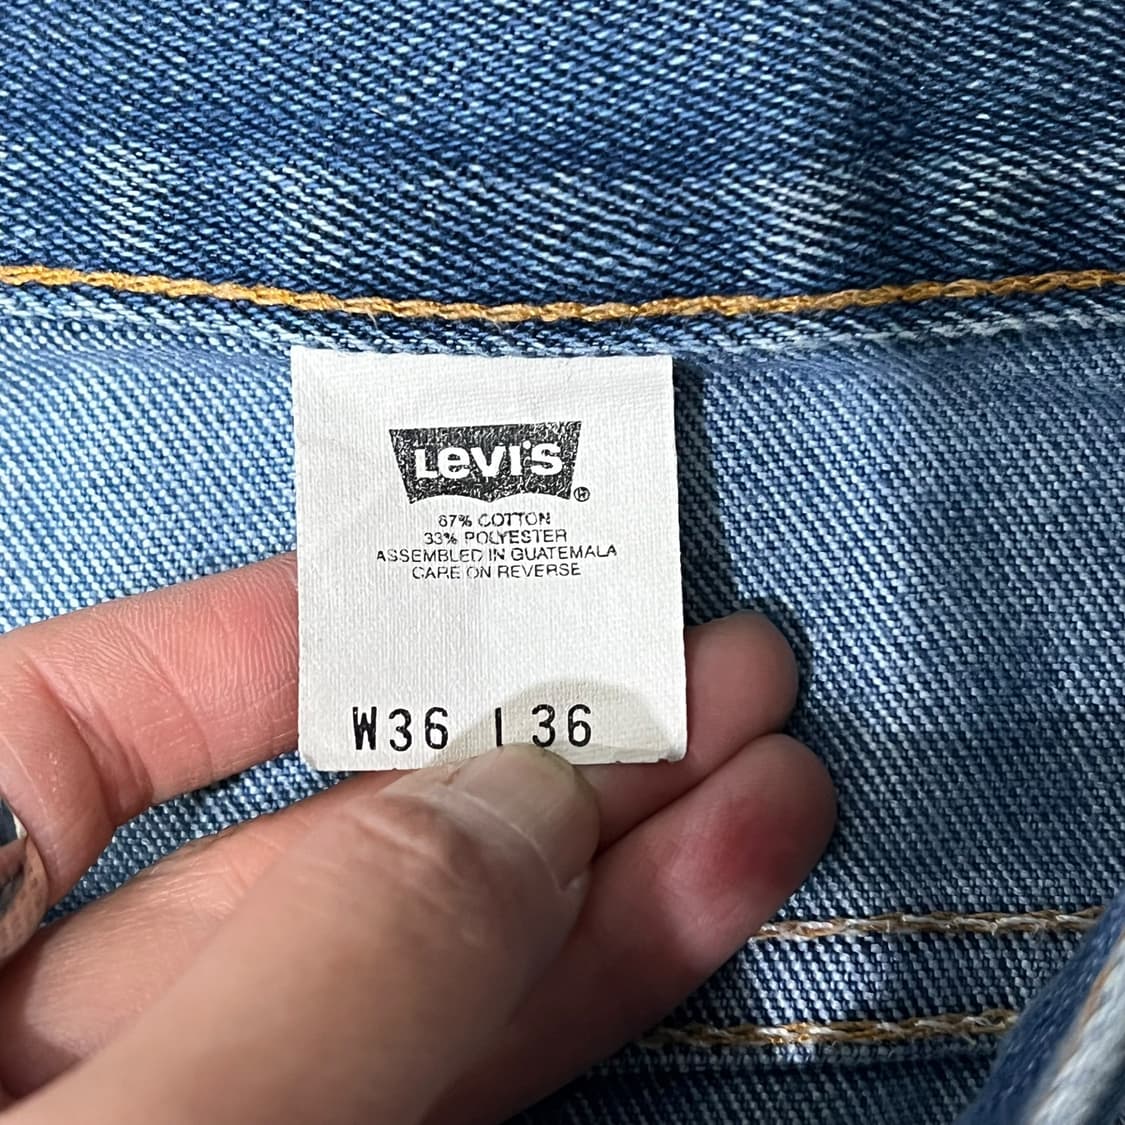 LEVI'S
®
67% COTTON
33% POLYESTER
ASSEMBLED IN GUATEMALA
CARE ON REVERSE
W36 L36